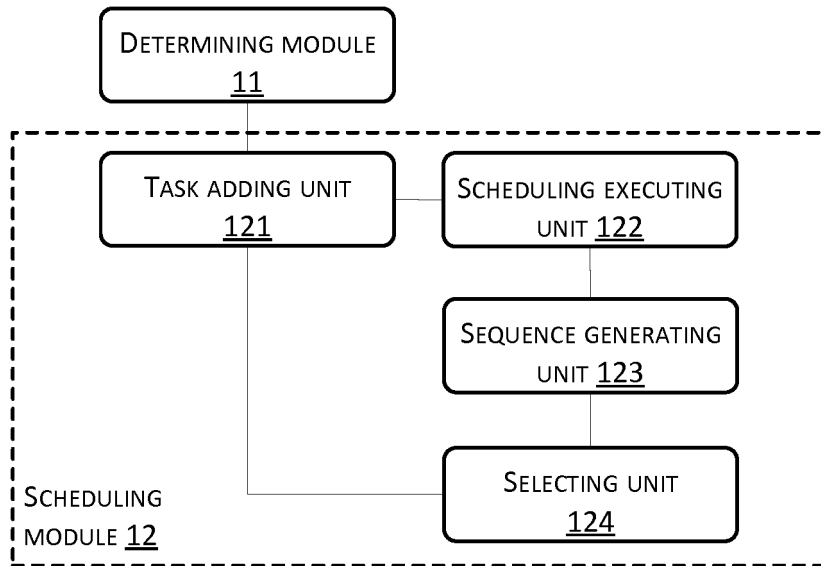 DETERMINING MODULE
11
TASK ADDING UNIT
121
SCHEDULING EXECUTING
UNIT 122
SEQUENCE GENERATING
UNIT 123
SELECTING UNIT
124
SCHEDULING
MODULE 12